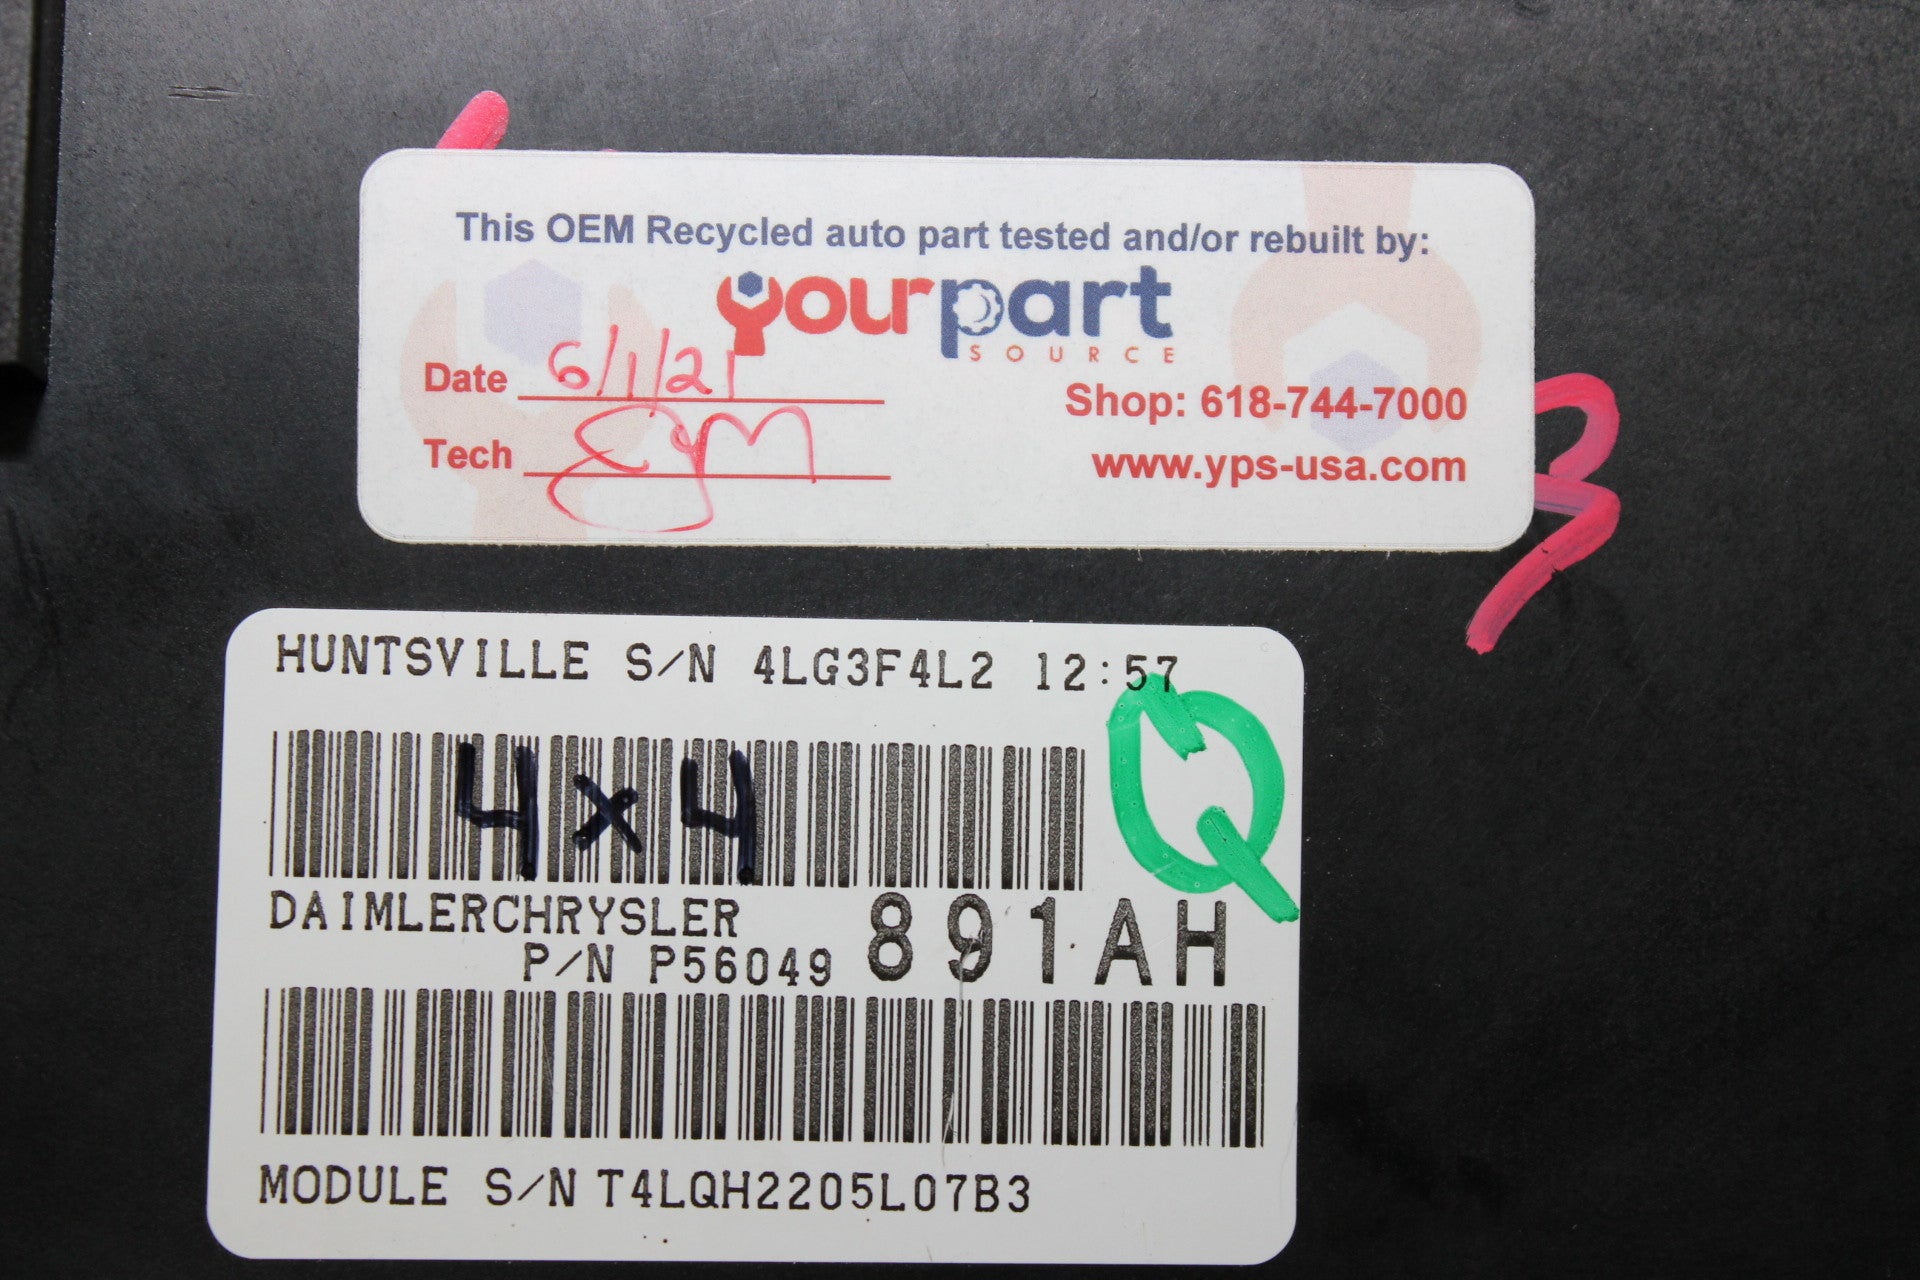 This OEM Recycled auto part tested and/or rebuilt by:
yourpart
SOURCE
Date 6/1/21
Shop: 618-744-7000
Tech
www.yps-usa.com
3
HUNTSVILLE S/N 4LG3F4L2 12:57
Q
4x4
DAIMLERCHRYSLER
P/N P56049 891AH
MODULE S/N T4LQH2205L07B3